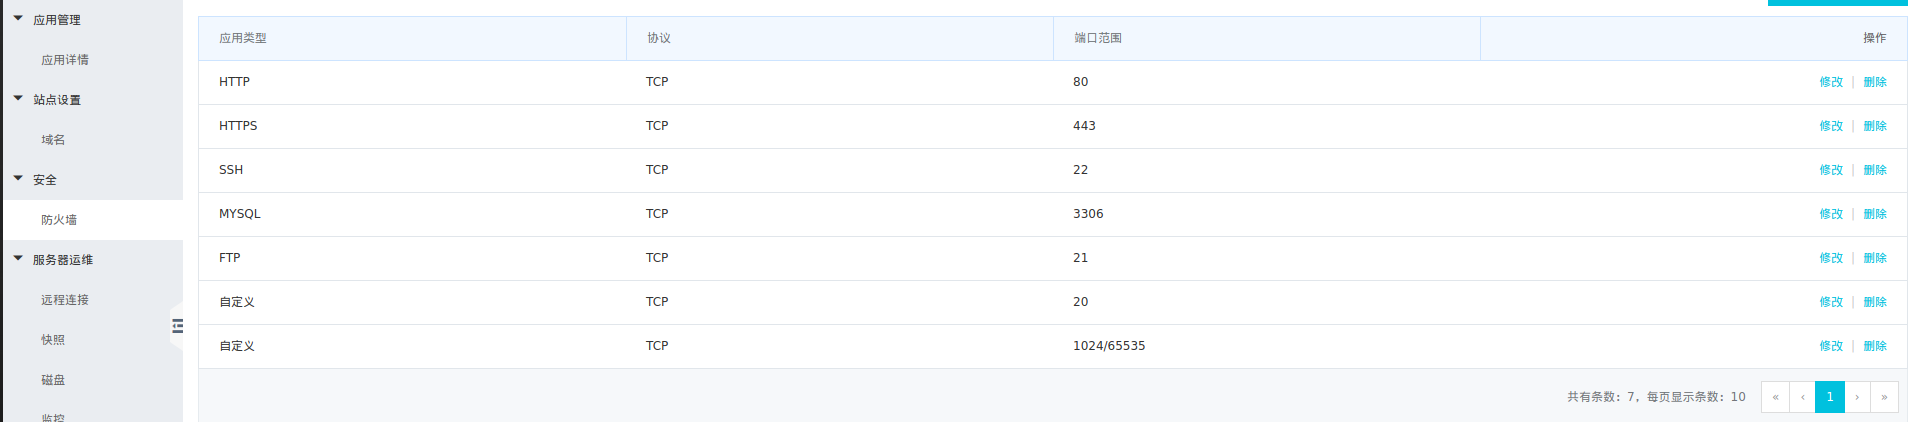 应用管理
应用详情
站点设置
域名
安全
防火墙
服务器运维
远程连接
快照
磁盘
监控
应用类型 协议 端口范围 操作
HTTP TCP 80 修改 | 删除
HTTPS TCP 443 修改 | 删除
SSH TCP 22 修改 | 删除
MYSQL TCP 3306 修改 | 删除
FTP TCP 21 修改 | 删除
自定义 TCP 20 修改 | 删除
自定义 TCP 1024/65535 修改 | 删除
共有条数: 7, 每页显示条数: 10 « ‹ 1 › »